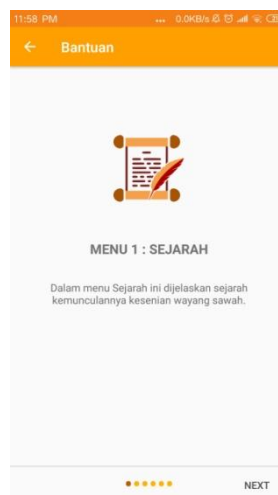 11:58 PM
... 0.0KB/s
Bantuan
MENU 1 : SEJARAH
Dalam menu Sejarah ini dijelaskan sejarah
kemunculannya kesenian wayang sawah.
NEXT